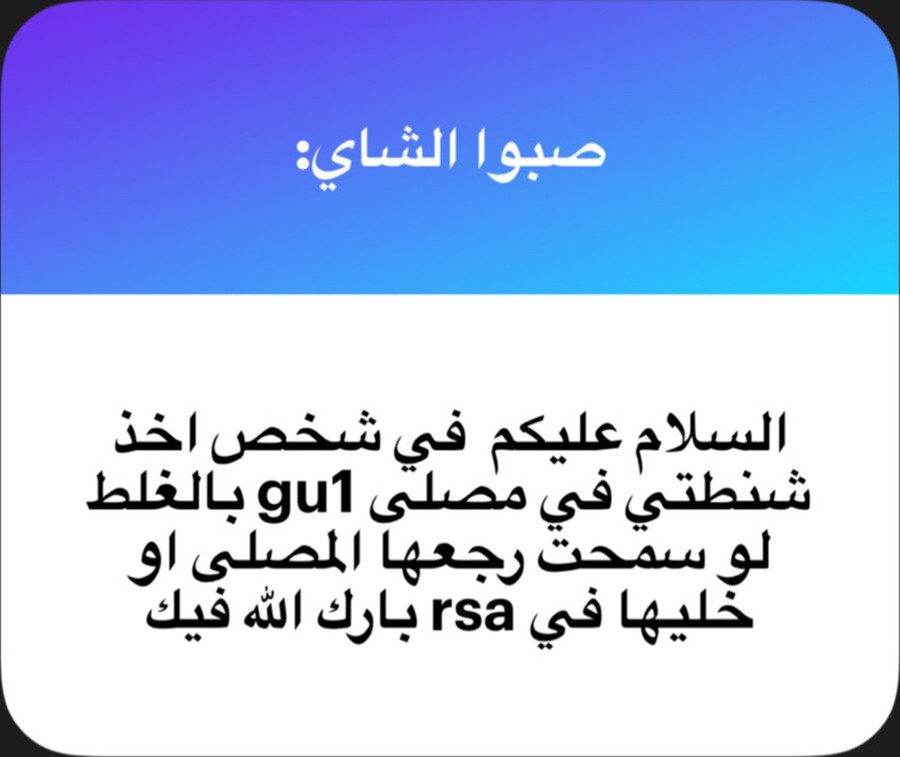 صبوا الشاي:
السلام عليكم في شخص اخذ
شنطتي في مصلى gu1 بالغلط
لو سمحت رجعها المصلى او
خليها في rsa بارك الله فيك